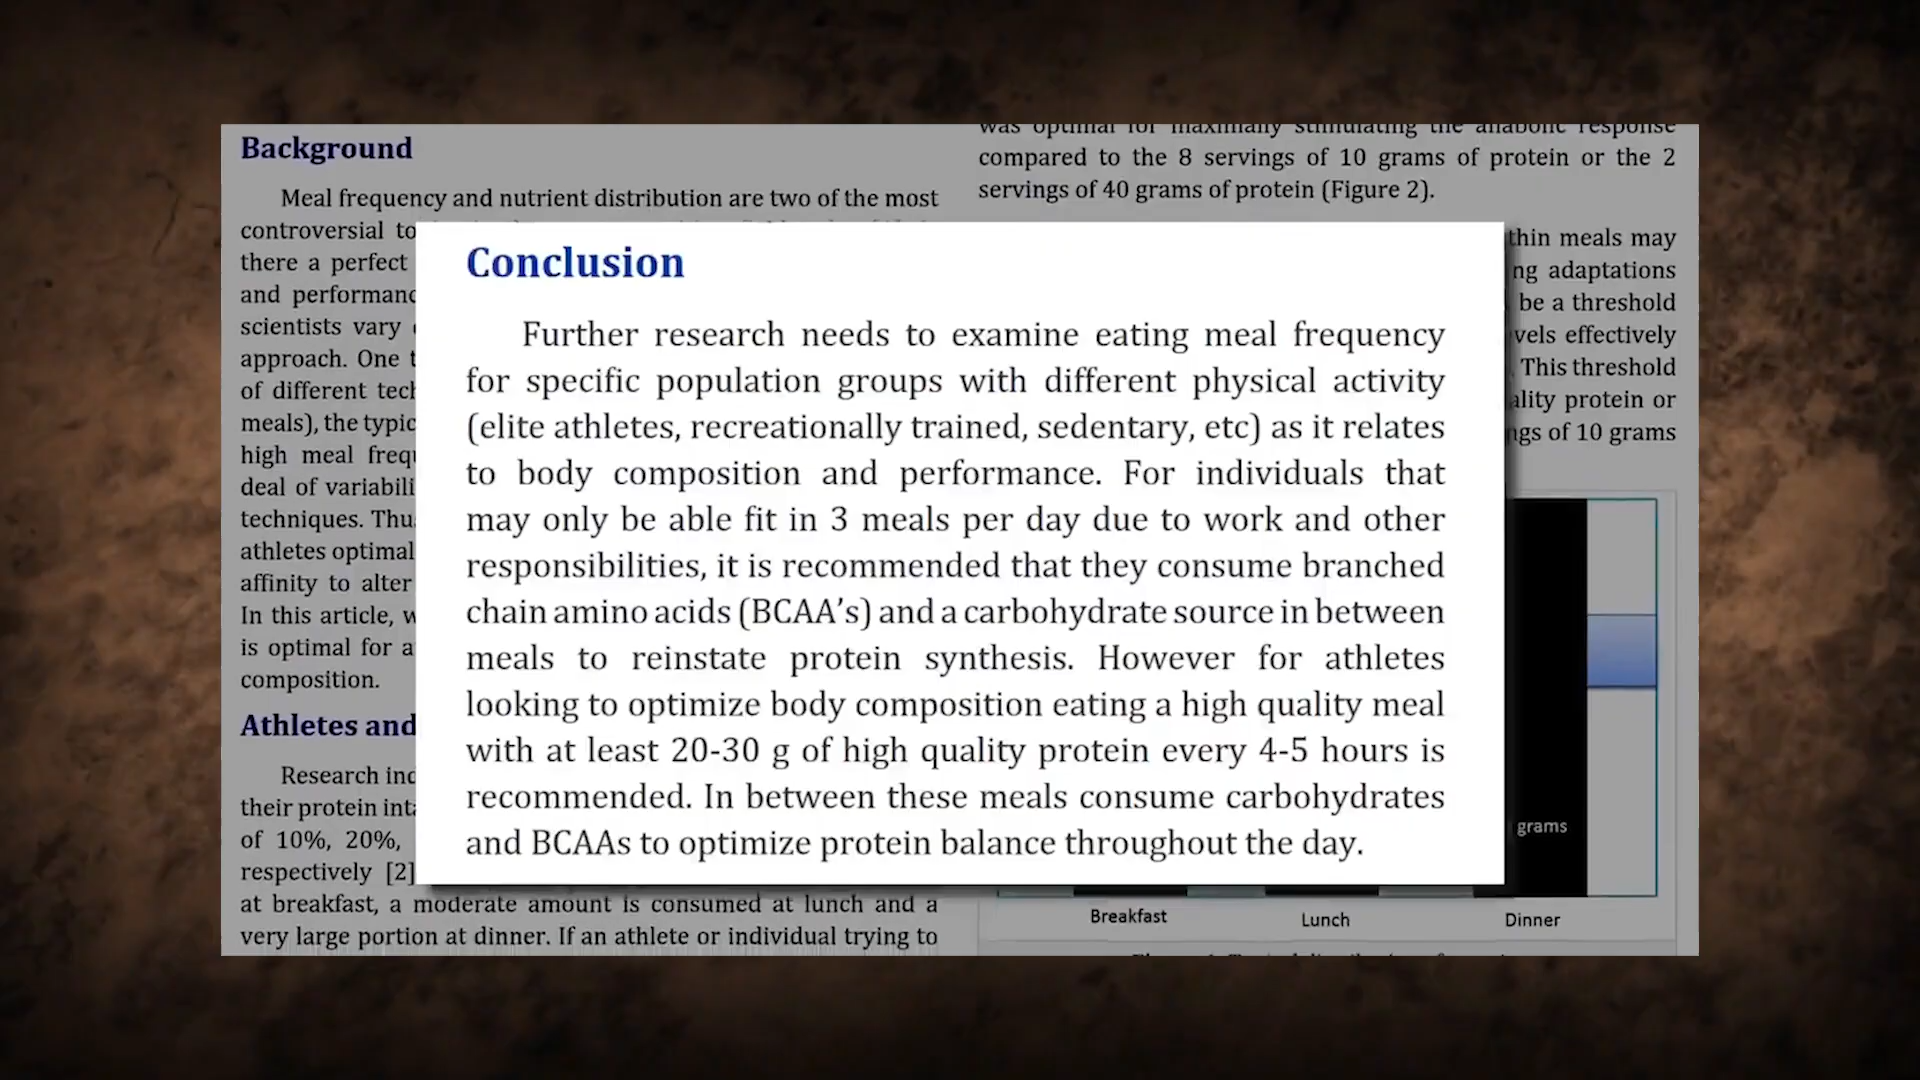 Background
Meal frequency and nutrient distribution are two of the most
controversial to
there a perfect
and performanc
scientists vary
approach. One t
of different tech
meals), the typic
high meal freq
deal of variabili
techniques. Thu
athletes optimal
affinity to alter
In this article, w
is optimal for a
composition.
Athletes and
Research inc
their protein inta
of 10%, 20%,
respectively [2]
at breakfast, a moderate amount is consumed at lunch and a
very large portion at dinner. If an athlete or individual trying to
was optimal for maximally stimulating the anabolic response
compared to the 8 servings of 10 grams of protein or the 2
servings of 40 grams of protein (Figure 2).
thin meals may
ng adaptations
be a threshold
vels effectively
This threshold
ality protein or
ngs of 10 grams
grams
Breakfast Lunch Dinner
Conclusion
Further research needs to examine eating meal frequency
for specific population groups with different physical activity
(elite athletes, recreationally trained, sedentary, etc) as it relates
to body composition and performance. For individuals that
may only be able fit in 3 meals per day due to work and other
responsibilities, it is recommended that they consume branched
chain amino acids (BCAA's) and a carbohydrate source in between
meals to reinstate protein synthesis. However for athletes
looking to optimize body composition eating a high quality meal
with at least 20-30 g of high quality protein every 4-5 hours is
recommended. In between these meals consume carbohydrates
and BCAAs to optimize protein balance throughout the day.